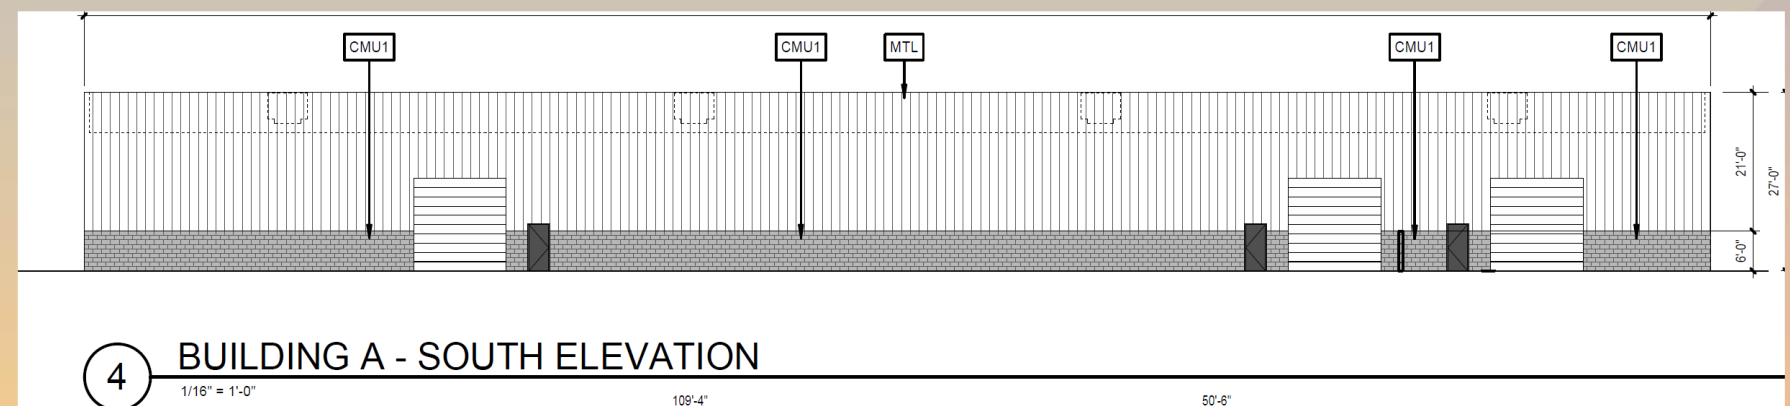 CMU1 CMU1 MTL CMU1 CMU1
21'-0"
27'-0"
6'-0"
4 BUILDING A - SOUTH ELEVATION
1/16" = 1'-0"
109'-4" 50'-6"